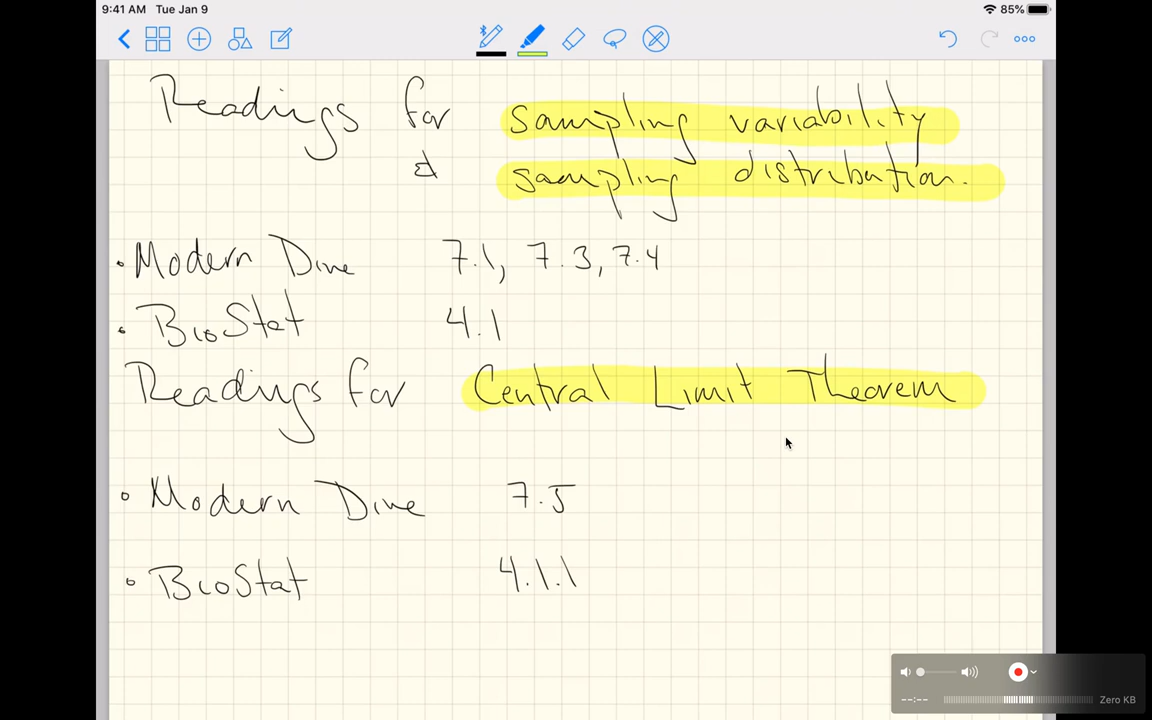 9:41 AM Tue Jan 9
85%
Readings for sampling variability
& sampling distribution.
• Modern Dive 7.1, 7.3, 7.4
• BioStat 4.1
Readings for Central Limit Theorem
• Modern Dive 7.5
• BioStat 4.1.1
--:--
Zero KB